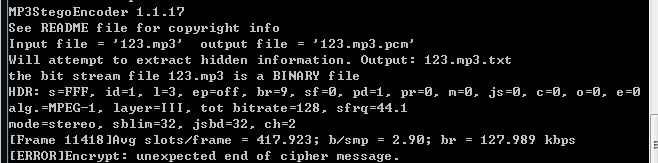 MP3StegoEncoder 1.1.17
See README file for copyright info
Input file = '123.mp3'  output file = '123.mp3.pcm'
Will attempt to extract hidden information. Output: 123.mp3.txt
the bit stream file 123.mp3 is a BINARY file
HDR: s=FFF, id=1, l=3, ep=off, br=9, sf=0, pd=1, pr=0, m=0, js=0, c=0, o=0, e=0
alg.=MPEG-1, layer=III, tot bitrate=128, sfrq=44.1
mode=stereo, sblim=32, jsbd=32, ch=2
[Frame 11418]Avg slots/frame = 417.923; b/smp = 2.90; br = 127.989 kbps
[ERROR]Encrypt: unexpected end of cipher message.